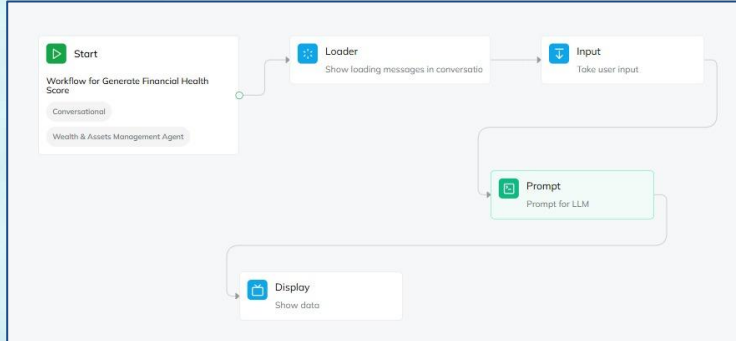 Start
Workflow for Generate Financial Health
Score
Conversational
Wealth & Assets Management Agent
Loader
Show loading messages in conversatio
Input
Take user input
Prompt
Prompt for LLM
Display
Show data